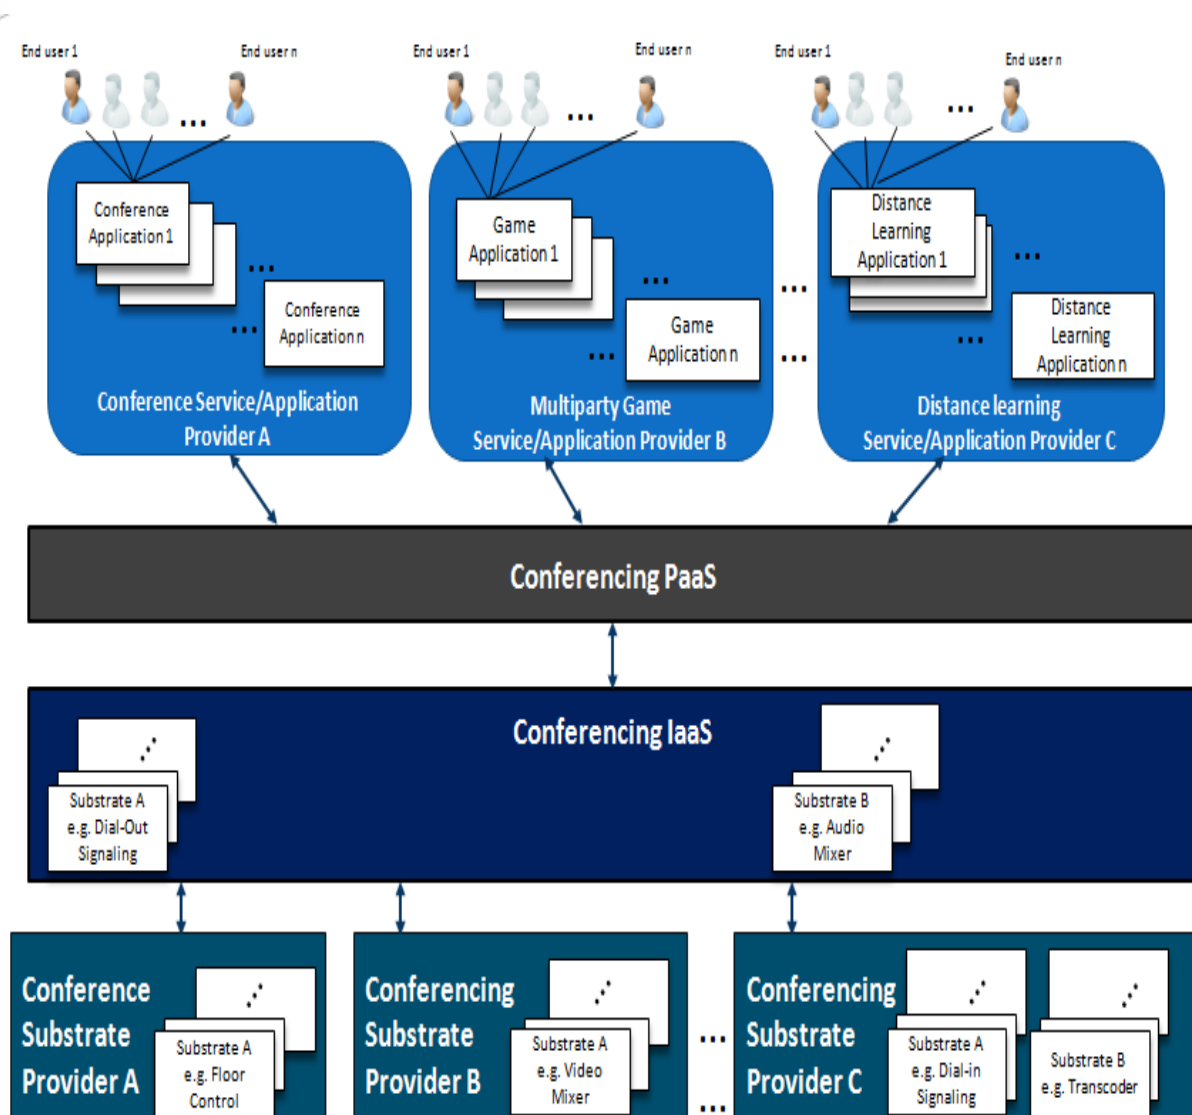 End user 1
End user n
End user 1
End user n
End user 1
End user n
...
...
...
Conference
Application 1
...
...
Conference
Application n
Conference Service/Application
Provider A
Game
Application 1
...
...
Game
Application n
Multiparty Game
Service/Application Provider B
...
...
Distance
Learning
Application 1
...
...
Distance
Learning
Application n
Distance learning
Service/Application Provider C
Conferencing PaaS
Conferencing IaaS
...
Substrate A
e.g. Dial-Out
Signaling
...
Substrate B
e.g. Audio
Mixer
Conference
Substrate
Provider A
...
Substrate A
e.g. Floor
Control
Conferencing
Substrate
Provider B
...
Substrate A
e.g. Video
Mixer
...
...
Conferencing
Substrate
Provider C
...
Substrate A
e.g. Dial-in
Signaling
...
Substrate B
e.g. Transcoder